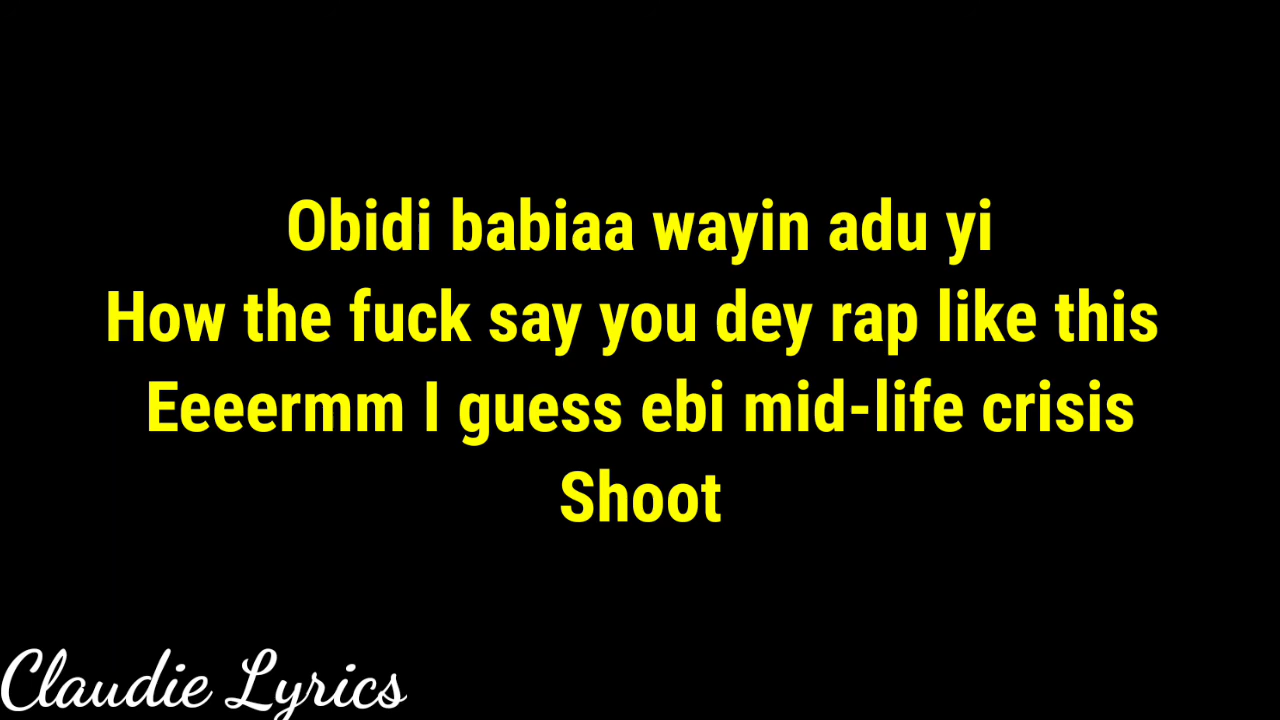 Obidi babiaa wayin adu yi
How the fuck say you dey rap like this
Eeeermm I guess ebi mid-life crisis
Shoot
Claudie Lyrics